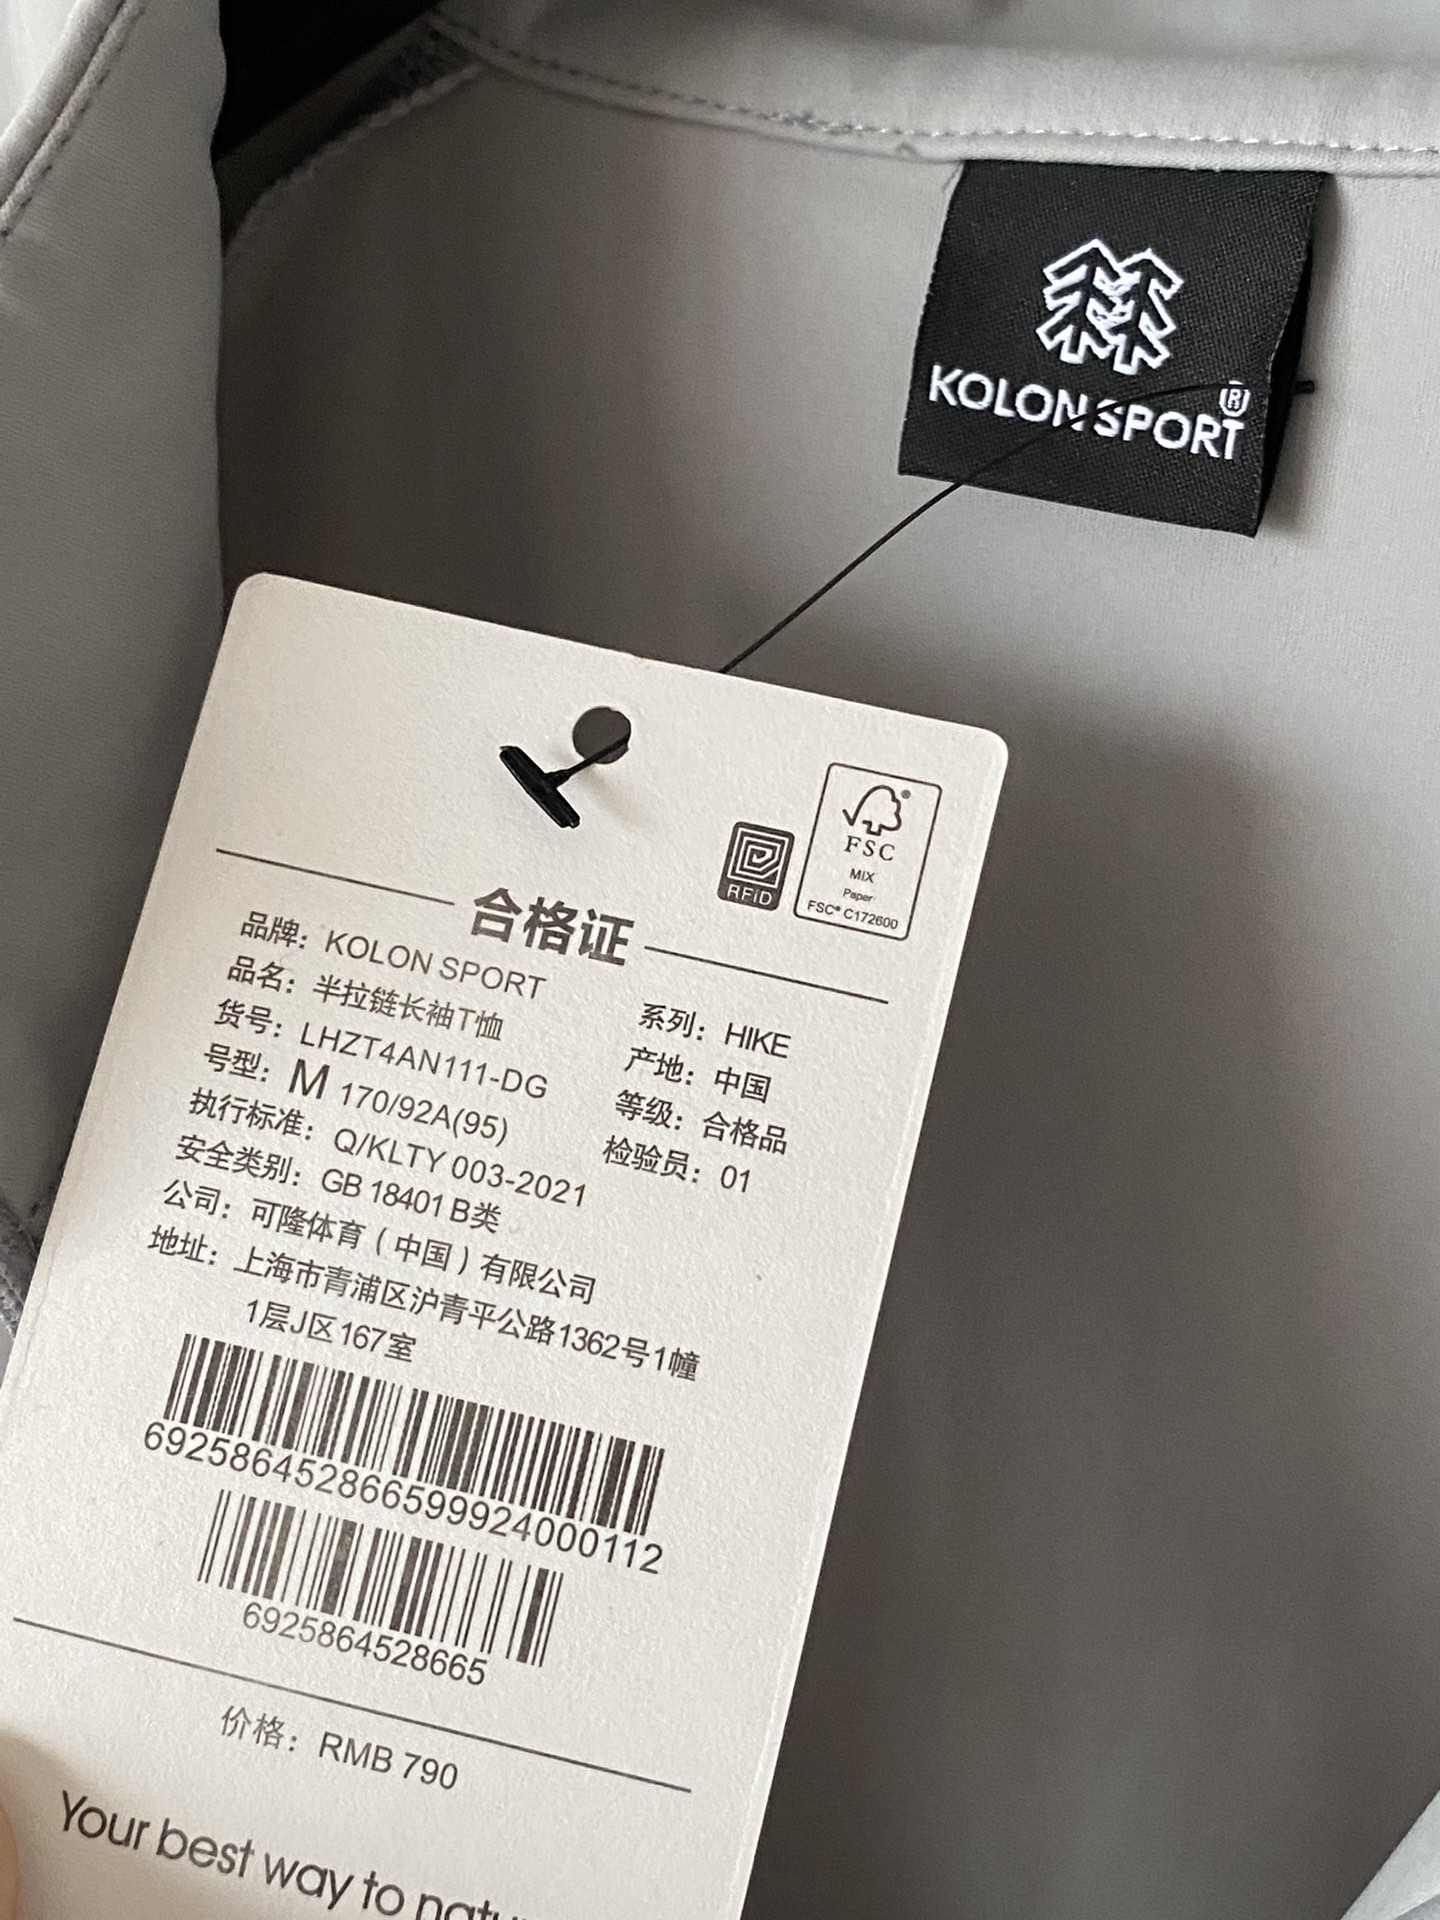 KOLON SPORT®
RFiD
FSC®
MIX
Paper
FSC® C172600
合格证
品牌：KOLON SPORT
品名：半拉链长袖T恤
货号：LHZT4AN111-DG
号型：M 170/92A(95)
执行标准：Q/KLTY 003-2021
安全类别：GB 18401 B类
系列：HIKE
产地：中国
等级：合格品
检验员：01
公司：可隆体育（中国）有限公司
地址：上海市青浦区沪青平公路1362号1幢
1层J区167室
692586452866599924000112
6925864528665
价格：RMB 790
Your best way to natu